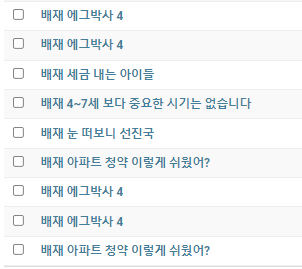 배재 에그박사 4
배재 에그박사 4
배재 세금 내는 아이들
배재 4~7세 보다 중요한 시기는 없습니다
배재 눈 떠보니 선진국
배재 아파트 청약 이렇게 쉬웠어?
배재 에그박사 4
배재 에그박사 4
배재 아파트 청약 이렇게 쉬웠어?